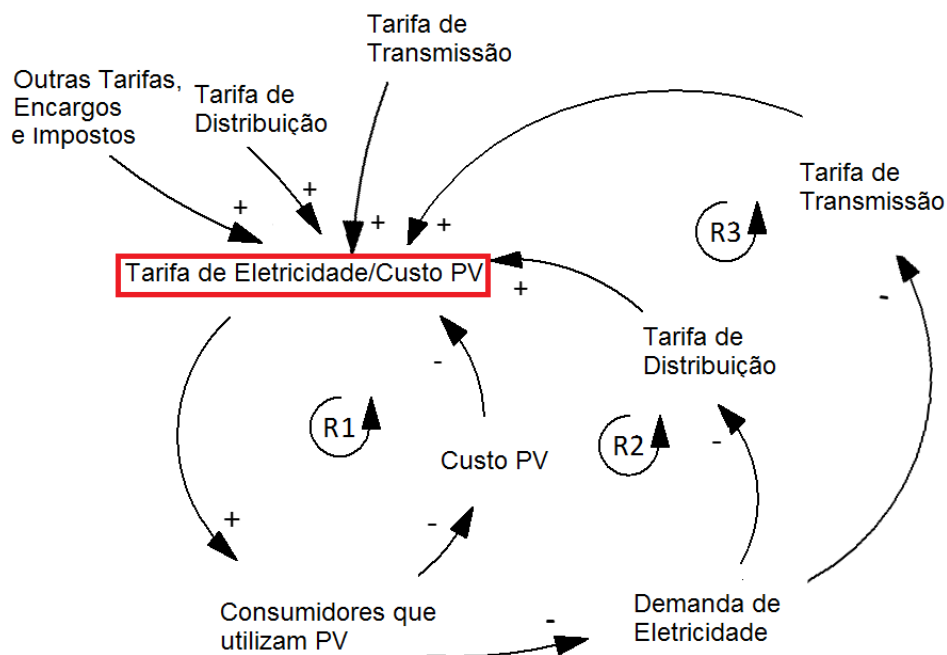 Tarifa de
Transmissão
Outras Tarifas,
Encargos
e Impostos
Tarifa de
Distribuição
+
+
+
+
Tarifa de
Transmissão
R3
Tarifa de Eletricidade/Custo PV
+
-
Tarifa de
Distribuição
-
R1
R2
-
Custo PV
+
-
Consumidores que
utilizam PV
-
Demanda de
Eletricidade